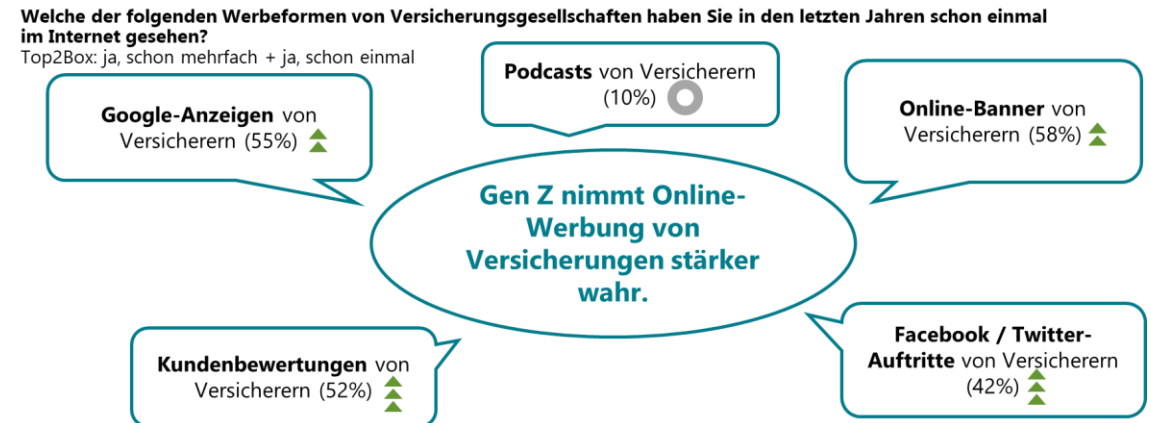 Welche der folgenden Werbeformen von Versicherungsgesellschaften haben Sie in den letzten Jahren schon einmal
im Internet gesehen?
Top2Box: ja, schon mehrfach + ja, schon einmal
Google-Anzeigen von
Versicherern (55%)
Podcasts von Versicherern
(10%)
Online-Banner von
Versicherern (58%)
Gen Z nimmt Online-
Werbung von
Versicherungen stärker
wahr.
Kundenbewertungen von
Versicherern (52%)
Facebook / Twitter-
Auftritte von Versicherern
(42%)